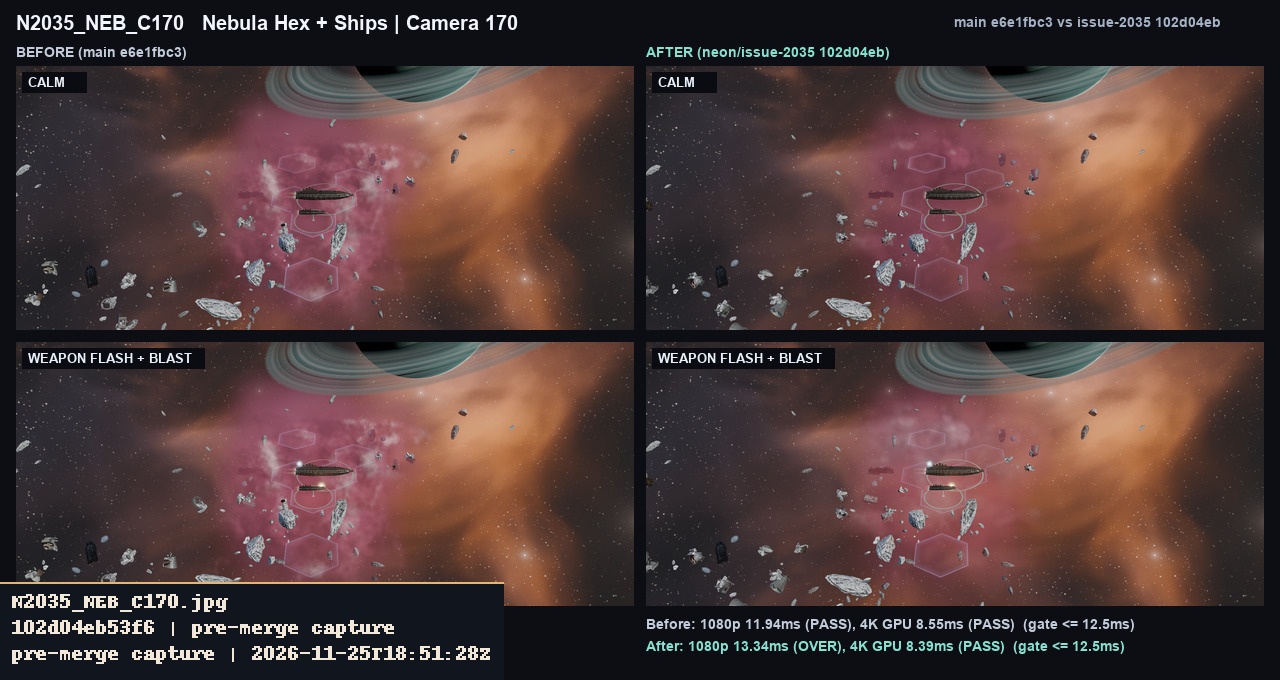 N2035_NEB_C170 Nebula Hex + Ships | Camera 170
main e6e1fbc3 vs issue-2035 102d04eb
BEFORE (main e6e1fbc3)
AFTER (neon/issue-2035 102d04eb)
CALM
CALM
WEAPON FLASH + BLAST
WEAPON FLASH + BLAST
N2035_NEB_C170.jpg
102d04eb53f6 | pre-merge capture
pre-merge capture | 2026-11-25T18:51:28Z
Before: 1080p 11.94ms (PASS), 4K GPU 8.55ms (PASS) (gate <= 12.5ms)
After: 1080p 13.34ms (OVER), 4K GPU 8.39ms (PASS) (gate <= 12.5ms)